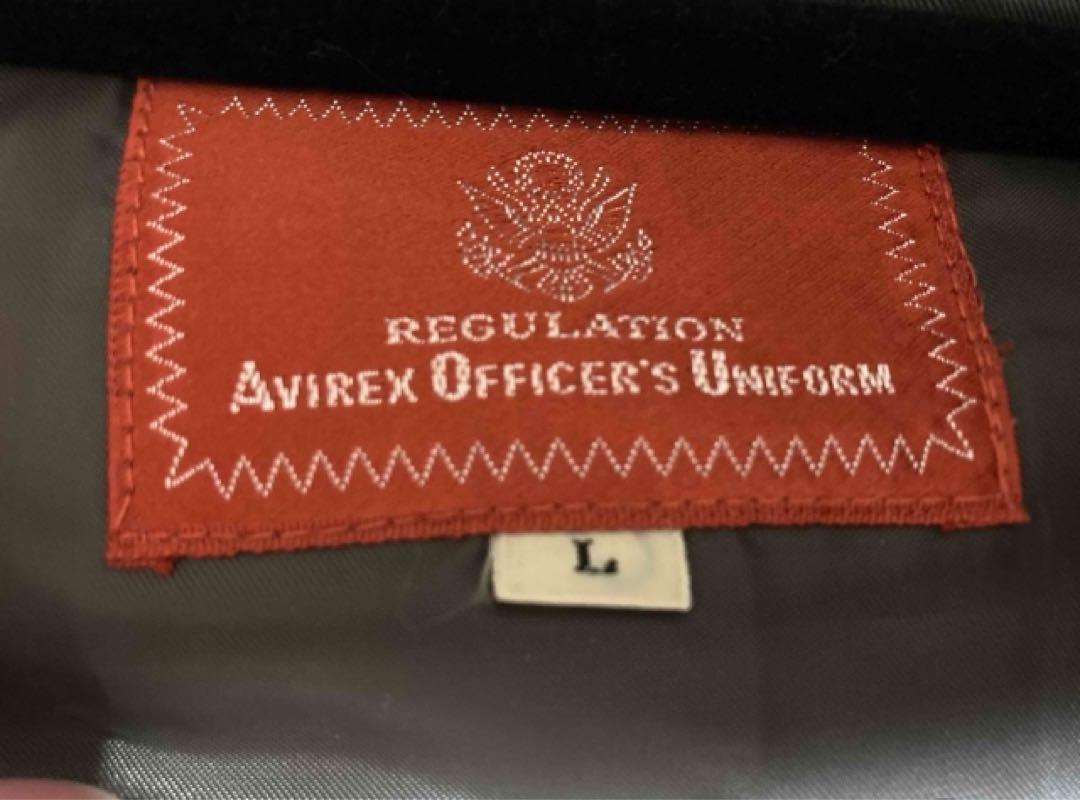 REGULATION
AVIREX OFFICER'S UNIFORM
L